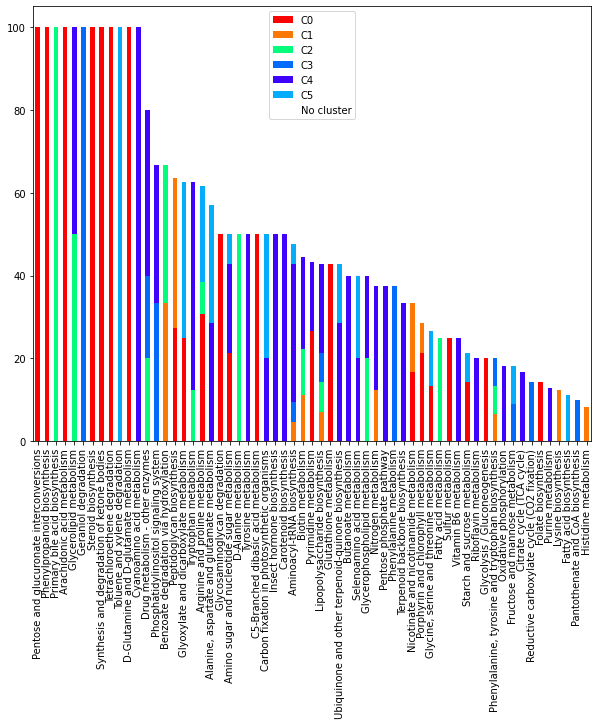 100
80
60
40
20
0
C0
C1
C2
C3
C4
C5
No cluster
Pentose and glucuronate interconversions
Phenylpropanoid biosynthesis
Primary bile acid biosynthesis
Arachidonic acid metabolism
Glycerolipid metabolism
Geraniol degradation
Steroid biosynthesis
Synthesis and degradation of ketone bodies
Tetrachloroethene degradation
Toluene and xylene degradation
D-Glutamine and D-glutamate metabolism
Cyanoamino acid metabolism
Drug metabolism - other enzymes
Phosphatidylinositol signaling system
Benzoate degradation via hydroxylation
Peptidoglycan biosynthesis
Glyoxylate and dicarboxylate metabolism
Tryptophan metabolism
Arginine and proline metabolism
Alanine, aspartate and glutamate metabolism
Glycosaminoglycan degradation
Amino sugar and nucleotide sugar metabolism
D-Alanine metabolism
Tyrosine metabolism
C5-Branched dibasic acid metabolism
Carbon fixation in photosynthetic organisms
Insect hormone biosynthesis
Carotenoid biosynthesis
Aminoacyl-tRNA biosynthesis
Biotin metabolism
Pyrimidine metabolism
Lipopolysaccharide biosynthesis
Glutathione metabolism
Ubiquinone and other terpenoid-quinone biosynthesis
Butanoate metabolism
Selenoamino acid metabolism
Glycerophospholipid metabolism
Nitrogen metabolism
Pentose phosphate pathway
Phenylalanine metabolism
Terpenoid backbone biosynthesis
Nicotinate and nicotinamide metabolism
Porphyrin and chlorophyll metabolism
Glycine, serine and threonine metabolism
Fatty acid metabolism
Sulfur metabolism
Vitamin B6 metabolism
Starch and sucrose metabolism
Riboflavin metabolism
Glycolysis / Gluconeogenesis
Phenylalanine, tyrosine and tryptophan biosynthesis
Oxidative phosphorylation
Fructose and mannose metabolism
Citrate cycle (TCA cycle)
Reductive carboxylate cycle (CO2 fixation)
Folate biosynthesis
Purine metabolism
Lysine biosynthesis
Fatty acid biosynthesis
Pantothenate and CoA biosynthesis
Histidine metabolism